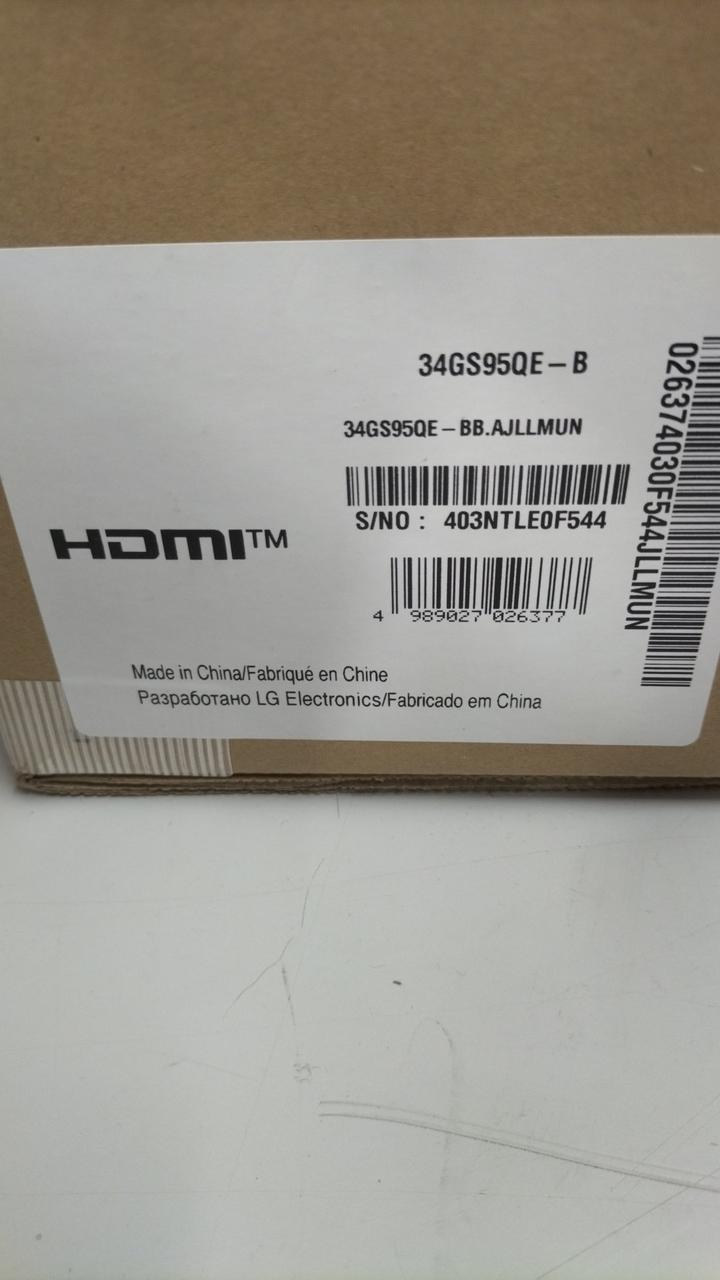 34GS95QE-B
34GS95QE-BB.AJLLMUN
S/NO : 403NTLE0F544
HDMI™
4 989027 026377
Made in China/Fabriqué en Chine
Разработано LG Electronics/Fabricado em China
026374030F544JLLMUN